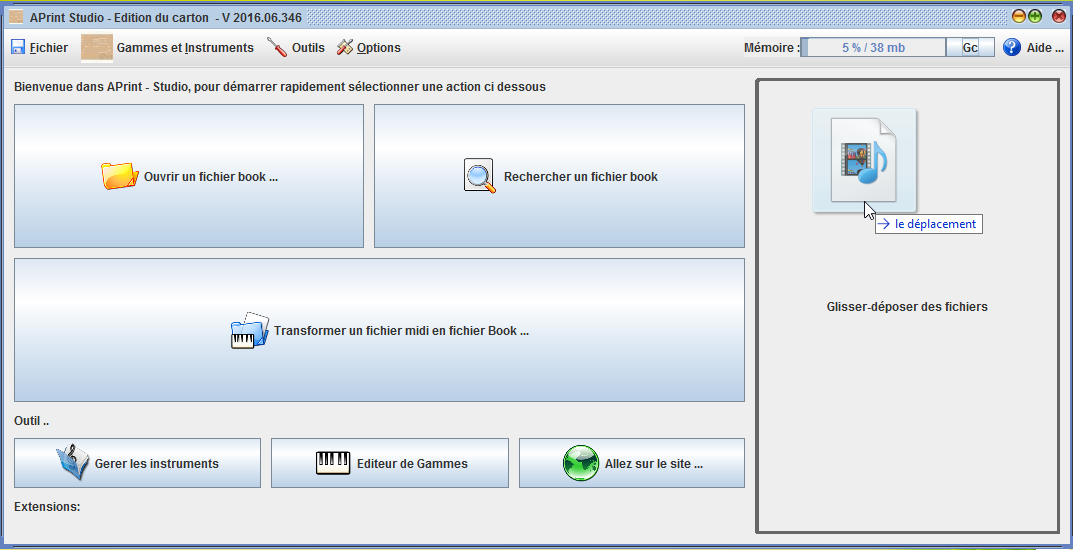 APrint Studio - Edition du carton - V 2016.06.346
Fichier Gammes et Instruments Outils Options Mémoire : 5 % / 38 mb Gc Aide ...
Bienvenue dans APrint - Studio, pour démarrer rapidement sélectionner une action ci dessous
Ouvrir un fichier book ...
Rechercher un fichier book
Transformer un fichier midi en fichier Book ...
Outil ..
Gerer les instruments
Editeur de Gammes
Allez sur le site ...
Extensions:
le déplacement
Glisser-déposer des fichiers